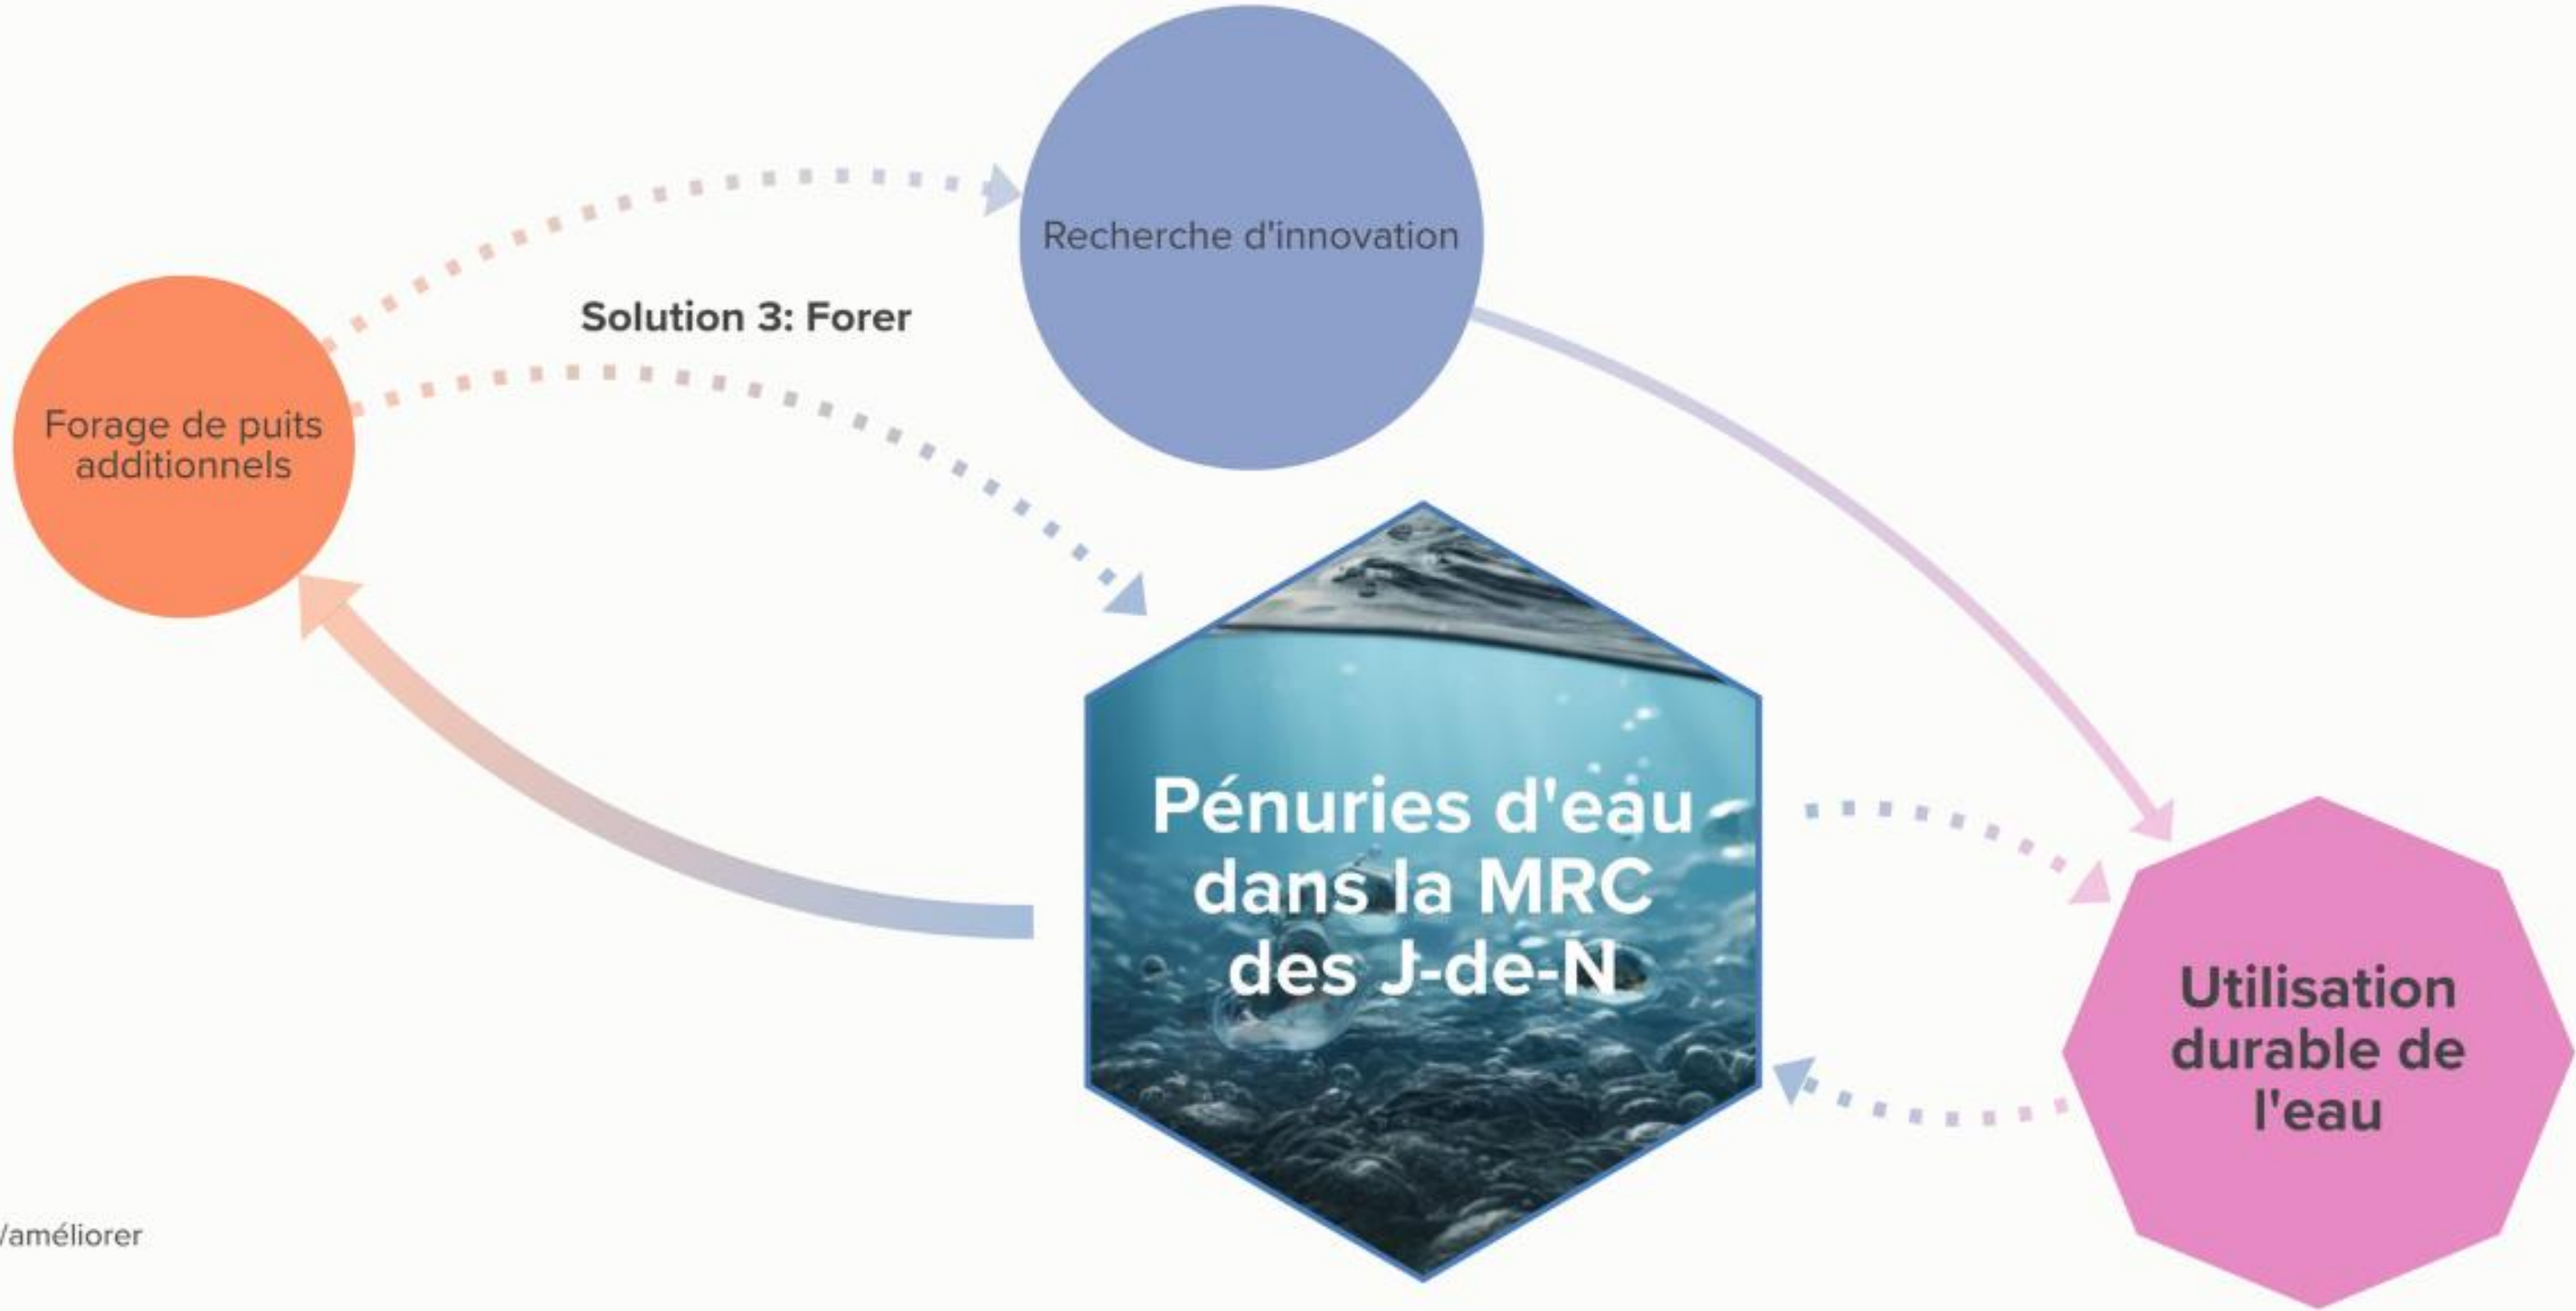 Recherche d'innovation
Solution 3: Forer
Forage de puits
additionnels
Pénuries d'eau
dans la MRC
des J-de-N
Utilisation
durable de
l'eau
/améliorer